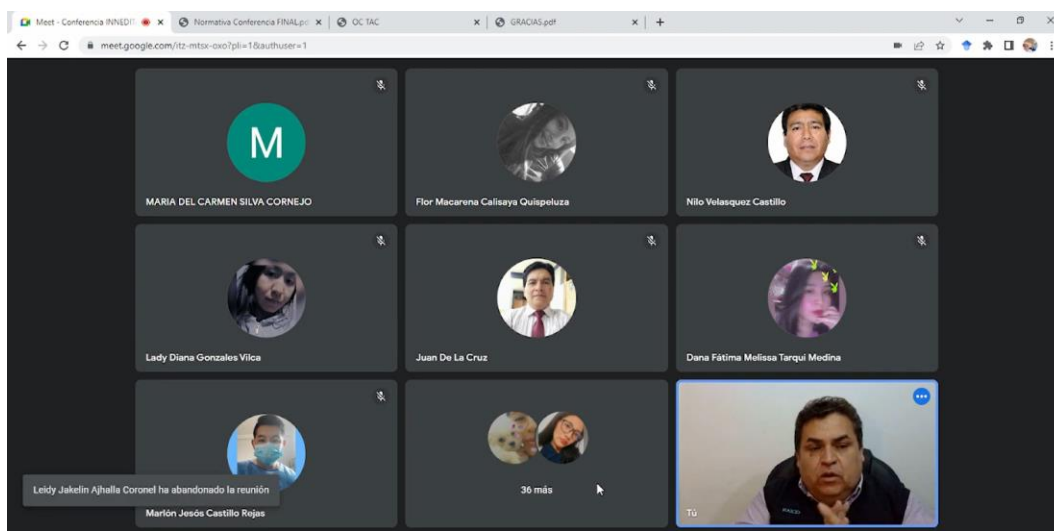 Meet - Conferencia INNEDIT
Normativa Conferencia FINAL.pd
OC TAC
GRACIAS.pdf
meet.google.com/itz-mtsx-oxo?pli=1&authuser=1
M
MARIA DEL CARMEN SILVA CORNEJO
Flor Macarena Calisaya Quispeluza
Nilo Velasquez Castillo
Lady Diana Gonzales Vilca
Juan De La Cruz
Dana Fátima Melissa Tarqui Medina
Leidy Jakelin Ajhalla Coronel ha abandonado la reunión
Marlón Jesós Castillo Rejas
36 más
Tú